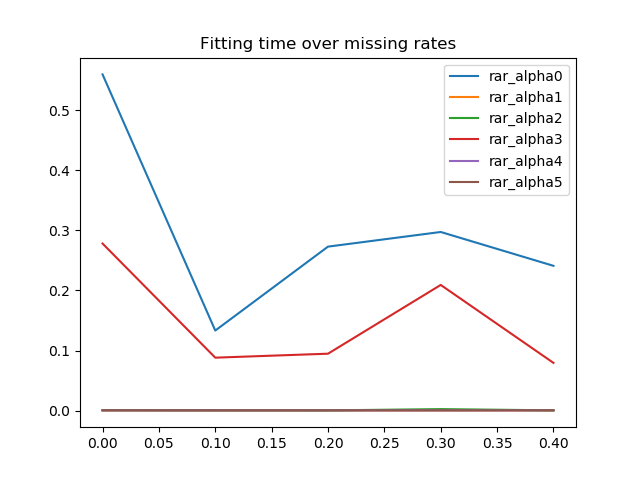 Fitting time over missing rates
rar_alpha0
rar_alpha1
rar_alpha2
rar_alpha3
rar_alpha4
rar_alpha5
0.5
0.4
0.3
0.2
0.1
0.0
0.00 0.05 0.10 0.15 0.20 0.25 0.30 0.35 0.40